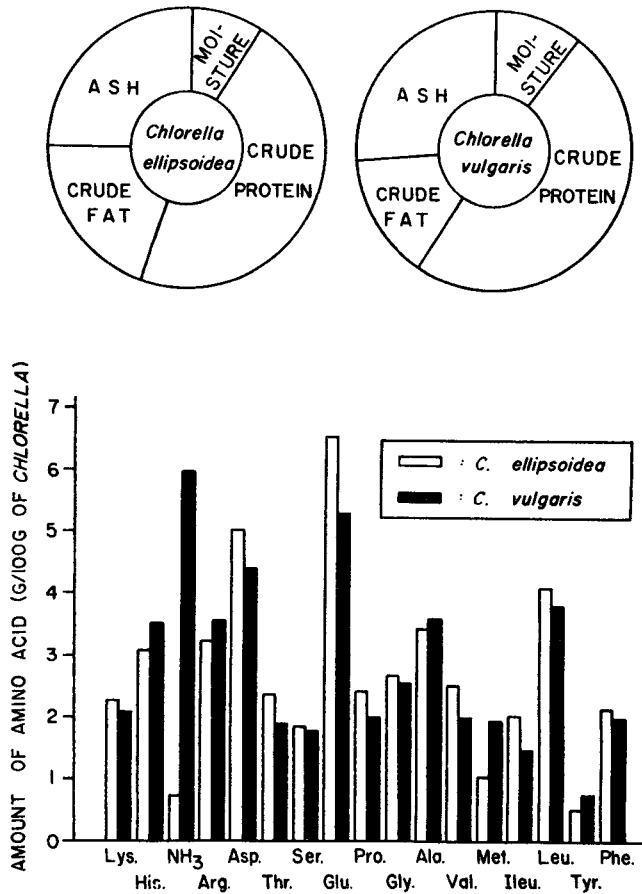 MOI-
STURE
ASH
Chlorella
ellipsoidea
CRUDE
PROTEIN
CRUDE
FAT
MOI-
STURE
ASH
Chlorella
vulgaris
CRUDE
PROTEIN
CRUDE
FAT
AMOUNT OF AMINO ACID (G/100G OF CHLORELLA)
7
6
5
4
3
2
1
0
: C. ellipsoidea
: C. vulgaris
Lys. NH3 Asp. Ser. Pro. Ala. Met. Leu. Phe.
His. Arg. Thr. Glu. Gly. Val. Ileu. Tyr.